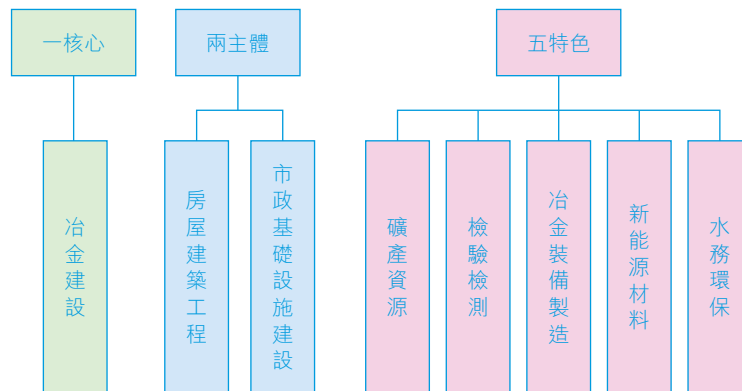 一核心
兩主體
五特色
冶金建設
房屋建築工程
市政基礎設施建設
礦產資源
檢驗檢測
冶金裝備製造
新能源材料
水務環保